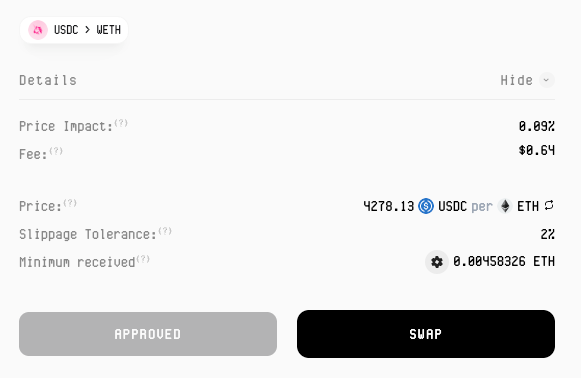 USDC > WETH
Details Hide
Price Impact:(?) 0.09%
Fee:(?) $0.64
Price:(?) 4278.13 USDC per ETH
Slippage Tolerance:(?) 2%
Minimum received(?) 0.00458326 ETH
APPROVED SWAP